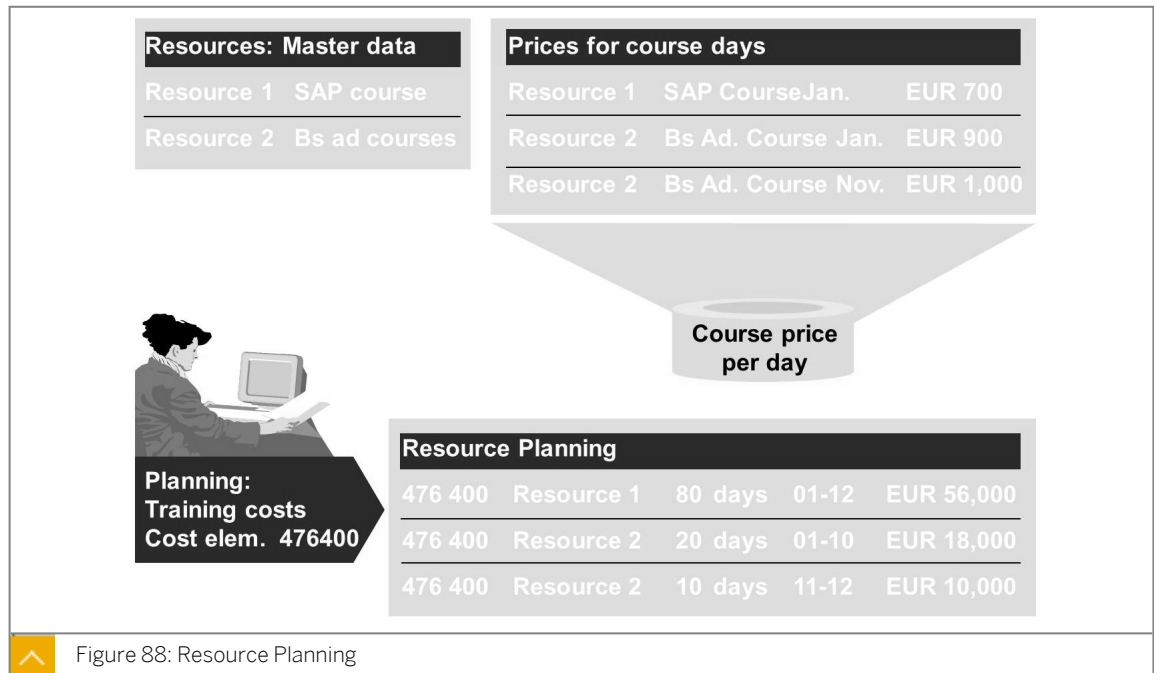 Resources: Master data
Resource 1 SAP course
Resource 2 Bs ad courses
Prices for course days
Resource 1 SAP CourseJan. EUR 700
Resource 2 Bs Ad. Course Jan. EUR 900
Resource 2 Bs Ad. Course Nov. EUR 1,000
Course price
per day
Planning:
Training costs
Cost elem. 476400
Resource Planning
476 400 Resource 1 80 days 01-12 EUR 56,000
476 400 Resource 2 20 days 01-10 EUR 18,000
476 400 Resource 2 10 days 11-12 EUR 10,000
Figure 88: Resource Planning